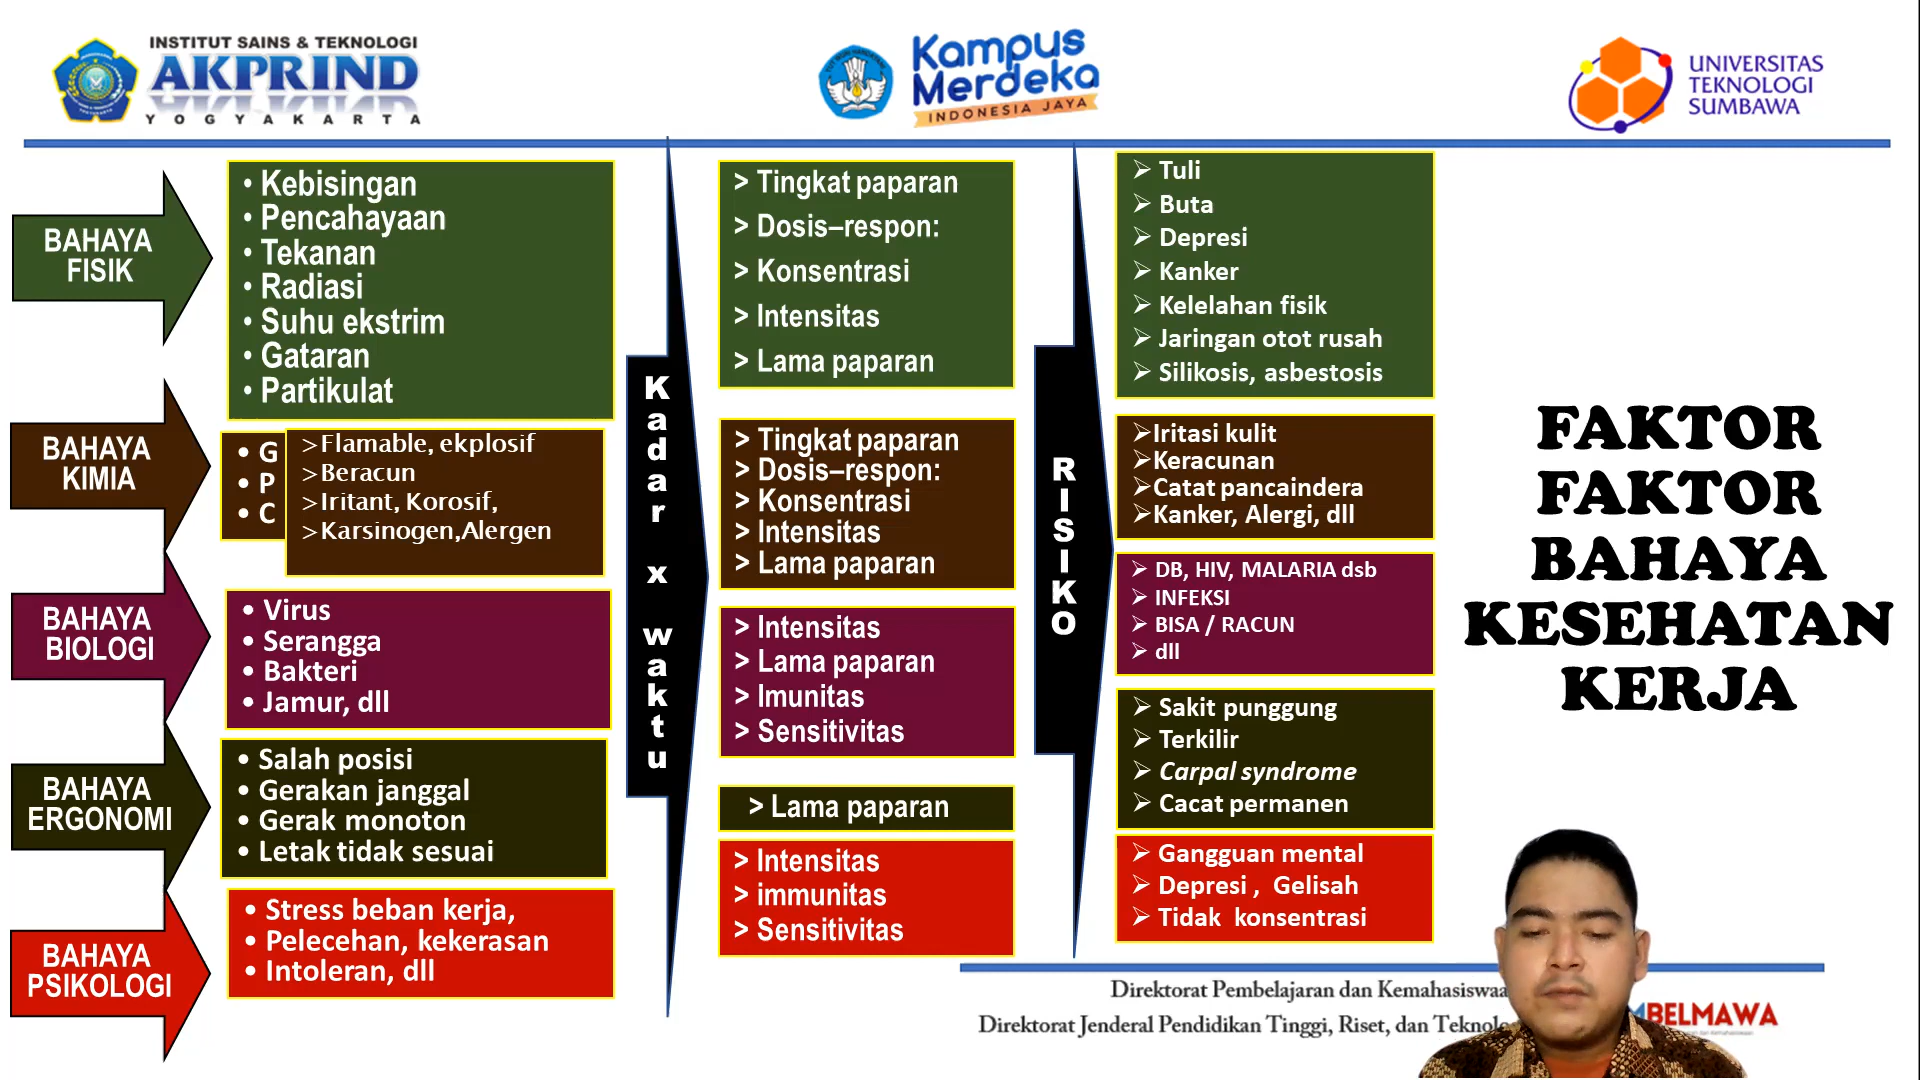 INSTITUT SAINS & TEKNOLOGI
AKPRIND
YOGYAKARTA
Kampus
Merdeka
INDONESIA JAYA
UNIVERSITAS
TEKNOLOGI
SUMBAWA
BAHAYA
FISIK
• Kebisingan
• Pencahayaan
• Tekanan
• Radiasi
• Suhu ekstrim
• Gataran
• Partikulat
BAHAYA
KIMIA
• G
• P
• C
>Flamable, ekplosif
>Beracun
>Iritant, Korosif,
>Karsinogen,Alergen
BAHAYA
BIOLOGI
• Virus
• Serangga
• Bakteri
• Jamur, dll
BAHAYA
ERGONOMI
• Salah posisi
• Gerakan janggal
• Gerak monoton
• Letak tidak sesuai
BAHAYA
PSIKOLOGI
• Stress beban kerja,
• Pelecehan, kekerasan
• Intoleran, dll
Kadar x waktu
> Tingkat paparan
> Dosis–respon:
> Konsentrasi
> Intensitas
> Lama paparan
> Tingkat paparan
> Dosis–respon:
> Konsentrasi
> Intensitas
> Lama paparan
> Intensitas
> Lama paparan
> Imunitas
> Sensitivitas
> Lama paparan
> Intensitas
> immunitas
> Sensitivitas
RISIKO
➢ Tuli
➢ Buta
➢ Depresi
➢ Kanker
➢ Kelelahan fisik
➢ Jaringan otot rusah
➢ Silikosis, asbestosis
➢Iritasi kulit
➢Keracunan
➢Catat pancaindera
➢Kanker, Alergi, dll
➢ DB, HIV, MALARIA dsb
➢ INFEKSI
➢ BISA / RACUN
➢ dll
➢ Sakit punggung
➢ Terkilir
➢ Carpal syndrome
➢ Cacat permanen
➢ Gangguan mental
➢ Depresi , Gelisah
➢ Tidak konsentrasi
FAKTOR
FAKTOR
BAHAYA
KESEHATAN
KERJA
Direktorat Pembelajaran dan Kemahasiswaa
Direktorat Jenderal Pendidikan Tinggi, Riset, dan Teknolo
BELMAWA